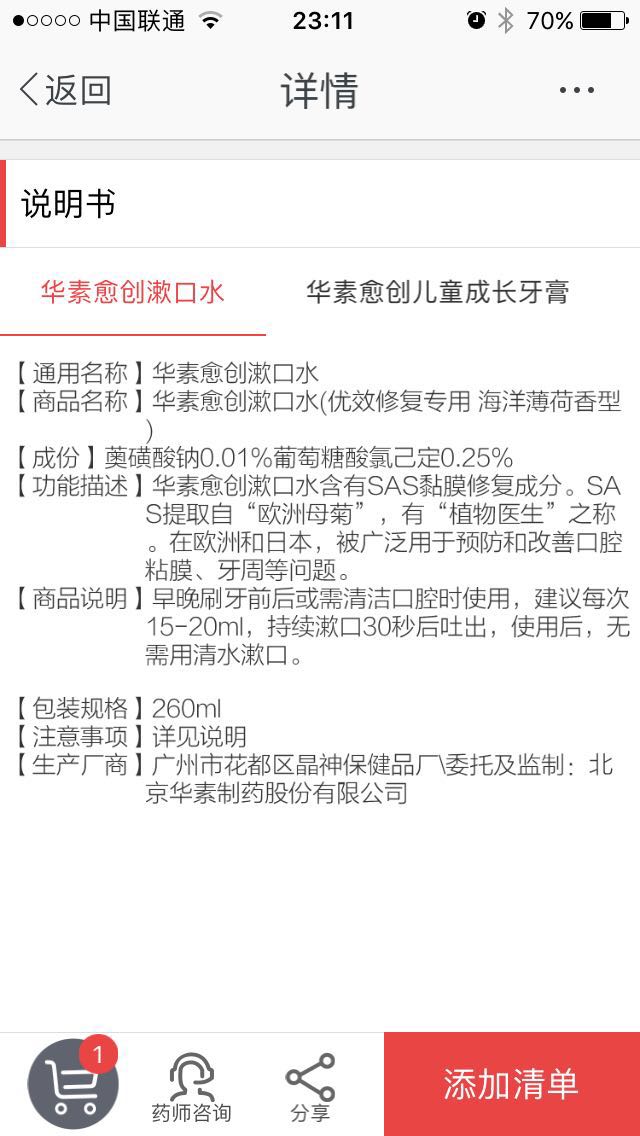 中国联通 23:11 70%
返回 详情 ...
说明书
华素愈创漱口水 华素愈创儿童成长牙膏
【通用名称】华素愈创漱口水
【商品名称】华素愈创漱口水(优效修复专用 海洋薄荷香型
)
【成份】薁磺酸钠0.01%葡萄糖酸氯己定0.25%
【功能描述】华素愈创漱口水含有SAS黏膜修复成分。SA
S提取自“欧洲母菊”，有“植物医生”之称
。在欧洲和日本，被广泛用于预防和改善口腔
粘膜、牙周等问题。
【商品说明】早晚刷牙前后或需清洁口腔时使用，建议每次
15-20ml，持续漱口30秒后吐出，使用后，无
需用清水漱口。
【包装规格】260ml
【注意事项】详见说明
【生产厂商】广州市花都区晶神保健品厂\委托及监制：北
京华素制药股份有限公司
1
药师咨询 分享 添加清单